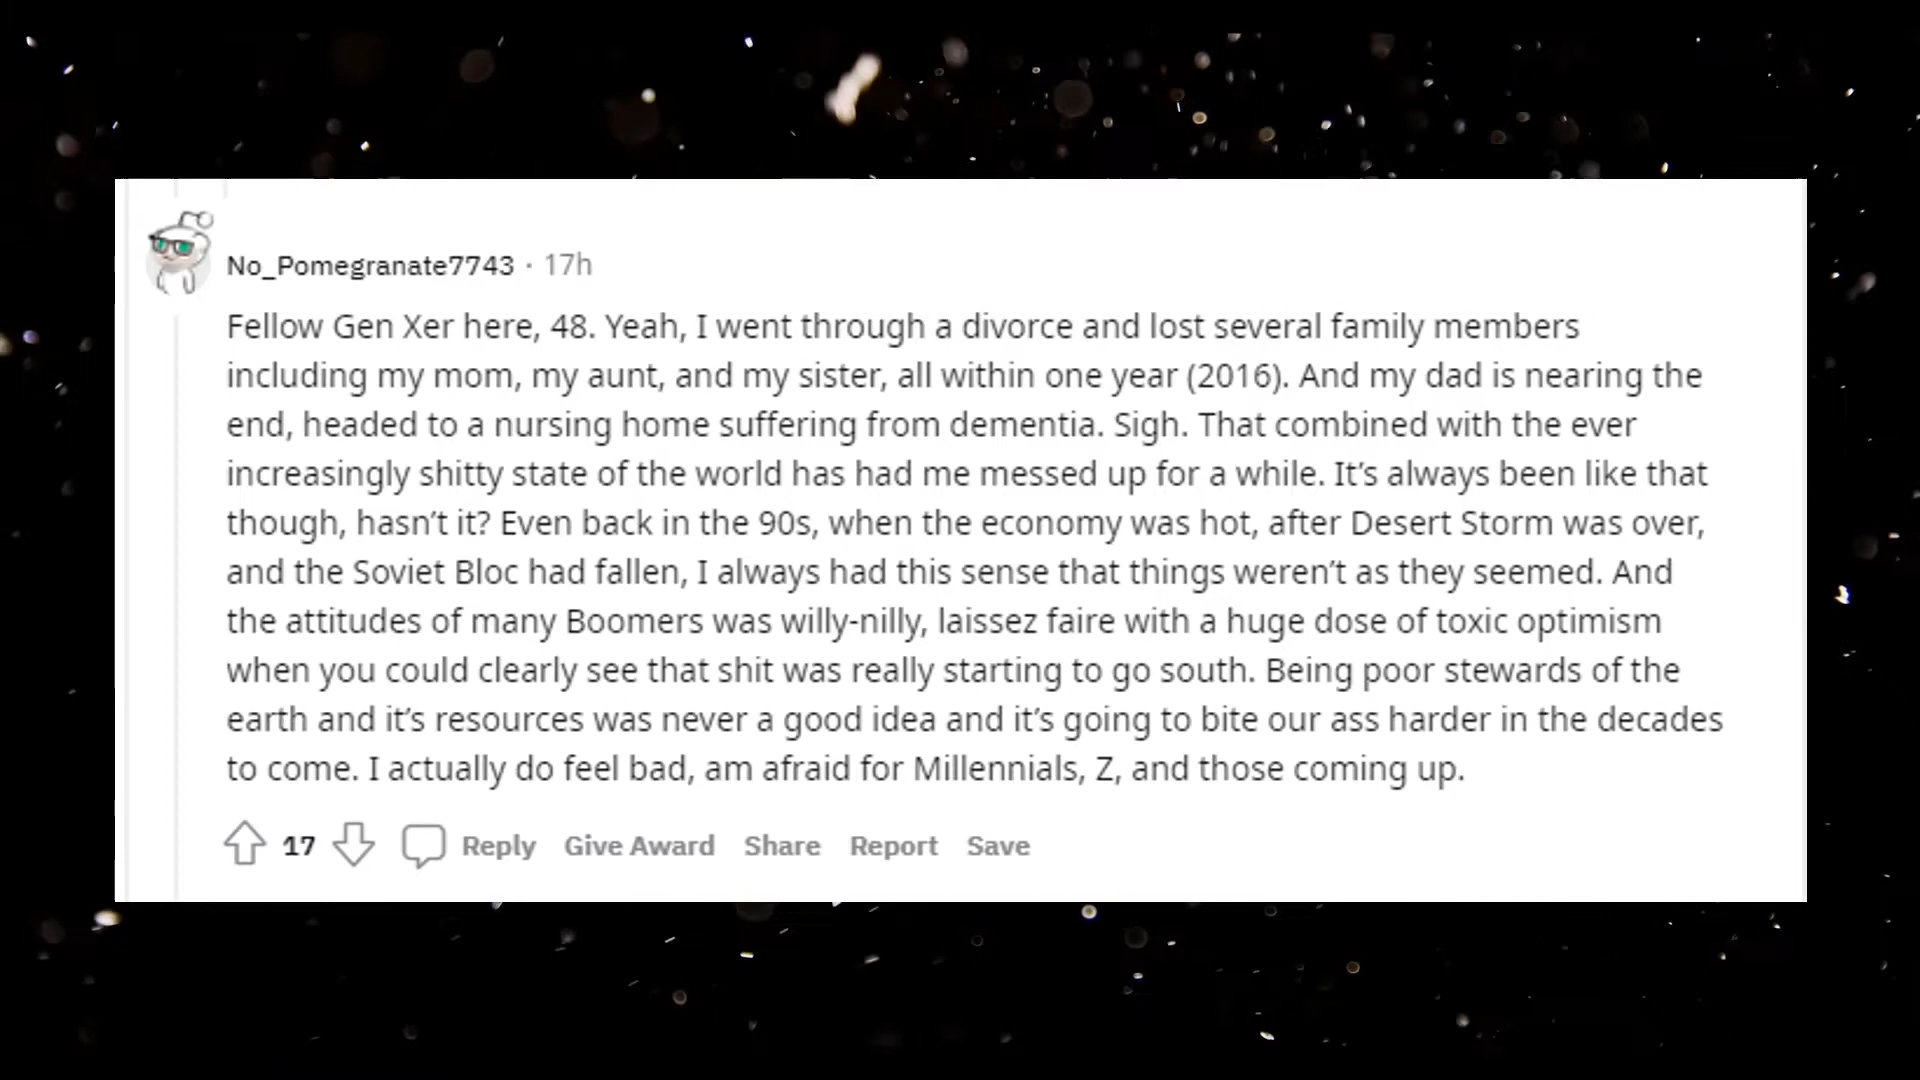 No_Pomegranate7743 · 17h
Fellow Gen Xer here, 48. Yeah, I went through a divorce and lost several family members
including my mom, my aunt, and my sister, all within one year (2016). And my dad is nearing the
end, headed to a nursing home suffering from dementia. Sigh. That combined with the ever
increasingly shitty state of the world has had me messed up for a while. It's always been like that
though, hasn't it? Even back in the 90s, when the economy was hot, after Desert Storm was over,
and the Soviet Bloc had fallen, I always had this sense that things weren't as they seemed. And
the attitudes of many Boomers was willy-nilly, laissez faire with a huge dose of toxic optimism
when you could clearly see that shit was really starting to go south. Being poor stewards of the
earth and it's resources was never a good idea and it's going to bite our ass harder in the decades
to come. I actually do feel bad, am afraid for Millennials, Z, and those coming up.
17 Reply Give Award Share Report Save